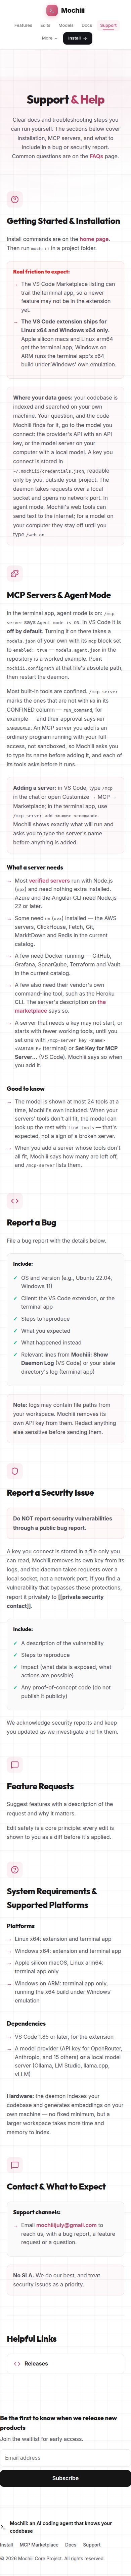 Mochiii
Features Edits Models Docs Support
More Install →
Support & Help
Clear docs and troubleshooting steps you
can run yourself. The sections below cover
installation, MCP servers, and what to
include in a bug or security report.
Common questions are on the FAQs page.
Getting Started & Installation
Install commands are on the home page.
Then run mochiii in a project folder.
Real friction to expect:
→ The VS Code Marketplace listing can
trail the terminal app, so a newer
feature may not be in the extension
yet.
→ The VS Code extension ships for
Linux x64 and Windows x64 only.
Apple silicon macs and Linux arm64
get the terminal app; Windows on
ARM runs the terminal app's x64
build under Windows' own emulation.
Where your data goes: your codebase is
indexed and searched on your own
machine. Your question, and the code
Mochiii finds for it, go to the model you
connect: the provider's API with an API
key, or another server of your choosing
with a local model. A key you connect is
stored in
~/.mochiii/credentials.json, readable
only by you, outside your project. The
daemon takes requests over a local
socket and opens no network port. In
agent mode, a model that knows of web
addresses can be told to fetch them, but
no model can go looking on your
computer they stay off until you
type /web on.
MCP Servers & Agent Mode
In the terminal app, agent mode is on: /mcp-
server says Agent mode is ON. In VS Code it is
off by default. Turning it on there takes a
models.json of your own with its mcp block set
to enabled: true — models.agent.json in the
repository is a worked example. Point
mochiii.configPath at that file's absolute path,
then restart the daemon.
Most built-in tools are confined. /mcp-server
marks the ones that are not with is no
CONFINED column — run_command, for
example — and their approval card says NOT
SANDBOXED. An MCP server you add is an
ordinary program running with your full
access, not sandboxed, so Mochiii asks you
to type its name before adding it, and each of
its tools asks before it runs.
Adding a server: in VS Code, type /mcp
in the chat or open Customize → MCP →
Marketplace; in the terminal app, use
/mcp-server add <name> <command>.
Mochiii shows exactly what will run and
asks you to type the server's name
before anything is added.
What a server needs
→ Most verified servers run with Node.js
(npx) and need nothing extra installed.
Azure and the Angular CLI need Node.js
22 or later.
→ Some need uv (uvx) installed — the AWS
servers, Clickhouse, Fetch, Git,
MarkItDown and Redis in the current
catalog.
→ A few need Docker running — GitHub,
Grafana, SonarQube, Terraform and Vault
in the current catalog.
→ A few also need their vendor's own
command-line tool, such as the Heroku
CLI. The server's description on the
marketplace says so.
→ A server that needs a key may not start, or
starts with fewer working tools, until you
set one with /mcp-server key <name>
<VARIABLE> (terminal) or Set Key for MCP
Server... (VS Code). Mochiii asks when
you add it.
Good to know
→ The model is shown at most 24 tools at a
time, Mochiii's own included. When your
servers' tools don't all fit, the model can
look up the rest with find_tools — that's
expected, not a sign of a broken server.
→ When you add a server whose tools don't
all fit, Mochiii says how many are left off,
and /mcp-server lists them.
Report a Bug
File a bug report with the details below.
Include:
✓ OS and version (e.g., Ubuntu 22.04,
Windows 11)
✓ Client: the VS Code extension, or the
terminal app
✓ Steps to reproduce
✓ What you expected
✓ What happened instead
✓ Relevant lines from Mochiii: Show
Daemon Log (VS Code) or your state
directory's log (terminal app)
Note: logs may contain file paths from
your workspace. Mochiii removes its
own API key from them. Redact anything
else sensitive before sending them.
Report a Security Issue
Do NOT report security vulnerabilities
through a public bug report.
A key you connect is stored in a file only you
can read, Mochiii removes its own key from its
logs, and the daemon takes requests over a
local socket, not a network port. If you find a
vulnerability that bypasses these protections,
report it privately to [[private security
contact]].
Include:
✓ A description of the vulnerability
✓ Steps to reproduce
✓ Impact (what data is exposed, what
actions are possible)
✓ Any proof-of-concept code (do not
publish it publicly)
We acknowledge security reports and keep
you updated as we investigate and fix them.
Feature Requests
Suggest features with a description of the
request and why it matters.
Edit safety is a core principle: every edit is
shown to you as a diff before it's applied.
System Requirements &
Supported Platforms
Platforms
→ Linux x64: extension and terminal app
→ Windows x64: extension and terminal app
→ Apple silicon macOS, Linux arm64:
terminal app only
→ Windows on ARM: terminal app only,
running the x64 build under Windows'
emulation
Dependencies
→ VS Code 1.85 or later, for the extension
→ A model provider (API key for OpenRouter,
Anthropic, and 15 others) or a local model
server (Ollama, LM Studio, llama.cpp,
vLLM)
Hardware: the daemon indexes your
codebase and generates embeddings on your
own machine — no fixed minimum, but a
larger workspace takes more time and
memory to index.
Contact & What to Expect
Support channels:
→ Email mochiiijuly@gmail.com to
reach us, with a bug report, a feature
request or a question.
No SLA. We do our best, and treat
security issues as a priority.
Helpful Links
Releases
Be the first to know when we release new
products
Join the waitlist for early access.
Email address
Subscribe
Mochiii: an AI coding agent that knows your
codebase
Install MCP Marketplace Docs Support
© 2026 Mochiii Core Project. All rights reserved.